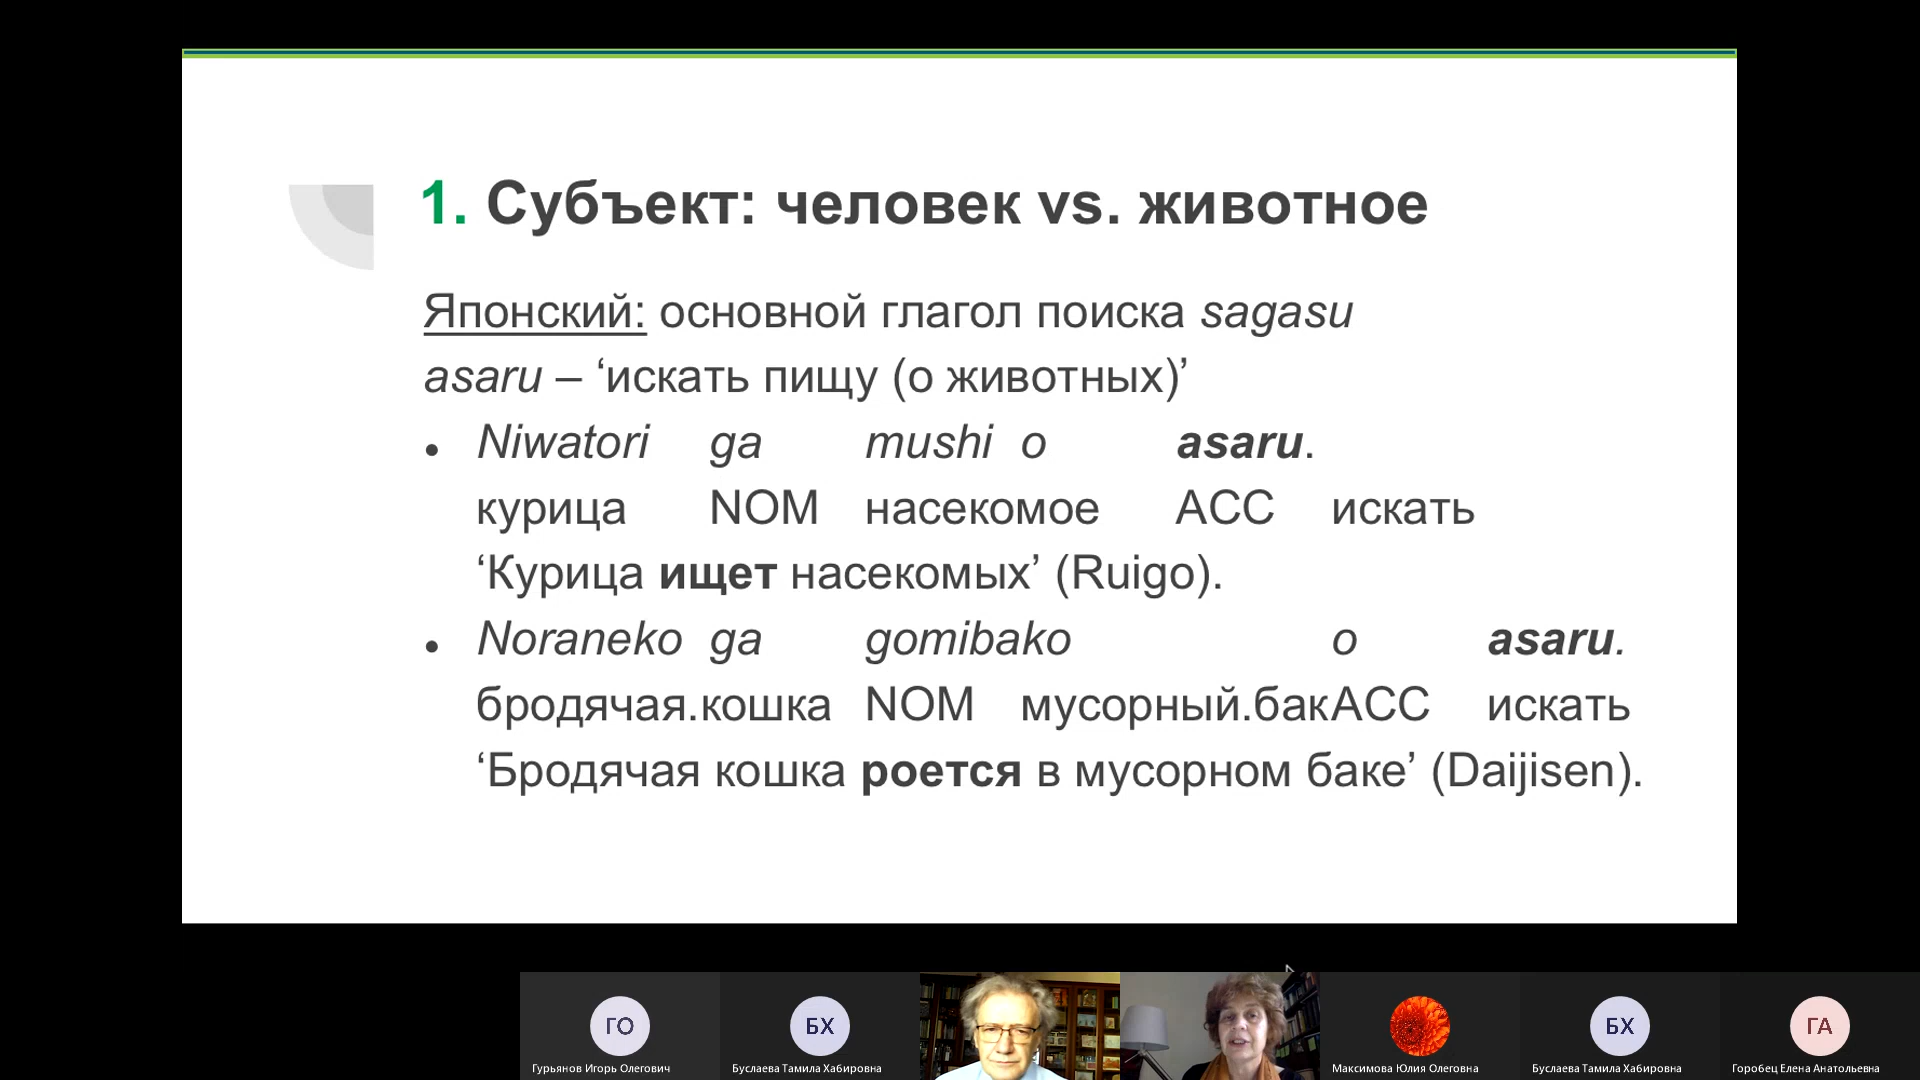 1. Субъект: человек vs. животное
Японский: основной глагол поиска sagasu
asaru – ‘искать пищу (о животных)’
• Niwatori ga mushi o asaru.
курица NOM насекомое ACC искать
‘Курица ищет насекомых’ (Ruigo).
• Noraneko ga gomibako o asaru.
бродячая.кошка NOM мусорный.бакACC искать
‘Бродячая кошка роется в мусорном баке’ (Daijisen).
ГО БХ БХ ГА
Гурьянов Игорь Олегович Буслаева Тамила Хабировна Максимова Юлия Олеговна Буслаева Тамила Хабировна Горобец Елена Анатольевна